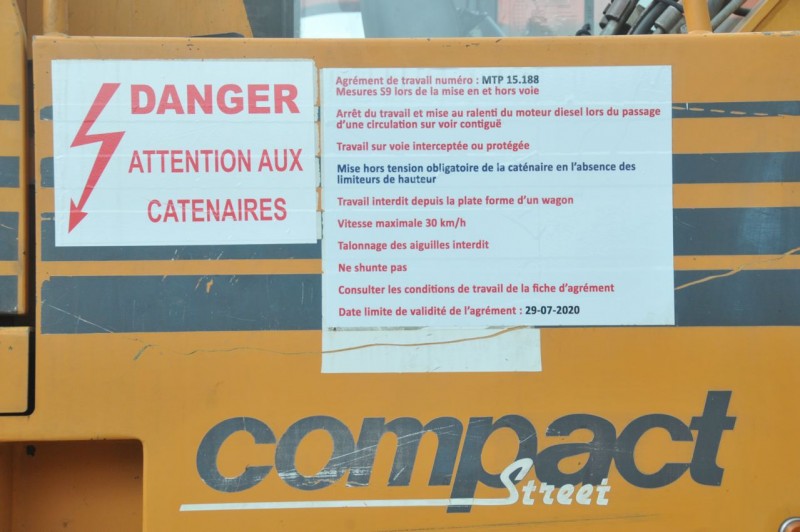 DANGER
ATTENTION AUX
CATENAIRES
Agrément de travail numéro : MTP 15.188
Mesures S9 lors de la mise en et hors voie
Arrêt du travail et mise au ralenti du moteur diesel lors du passage
d'une circulation sur voir contiguë
Travail sur voie interceptée ou protégée
Mise hors tension obligatoire de la caténaire en l'absence des
limiteurs de hauteur
Travail interdit depuis la plate forme d'un wagon
Vitesse maximale 30 km/h
Talonnage des aiguilles interdit
Ne shunte pas
Consulter les conditions de travail de la fiche d'agrément
Date limite de validité de l'agrément : 29-07-2020
compact
Street